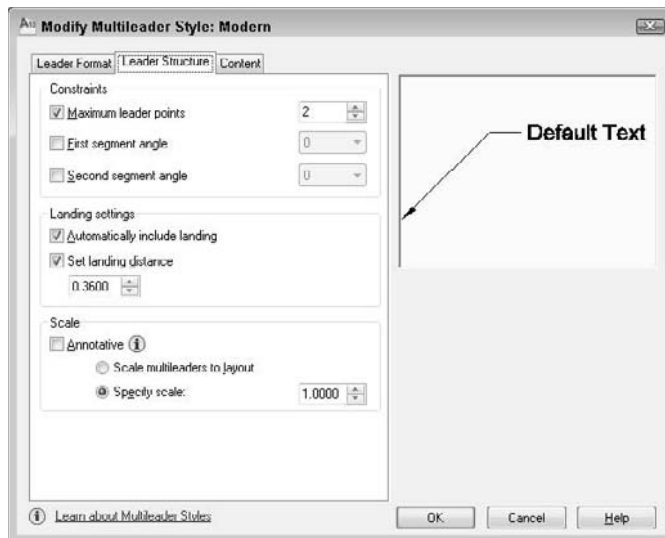 Modify Multileader Style: Modern
Leader Format
Leader Structure
Content
Constraints
Maximum leader points
2
First segment angle
0
Second segment angle
0
Landing settings
Automatically include landing
Set landing distance
0.3600
Scale
Annotative
Scale multileaders to layout
Specify scale:
1.0000
Default Text
Learn about Multileader Styles
OK
Cancel
Help